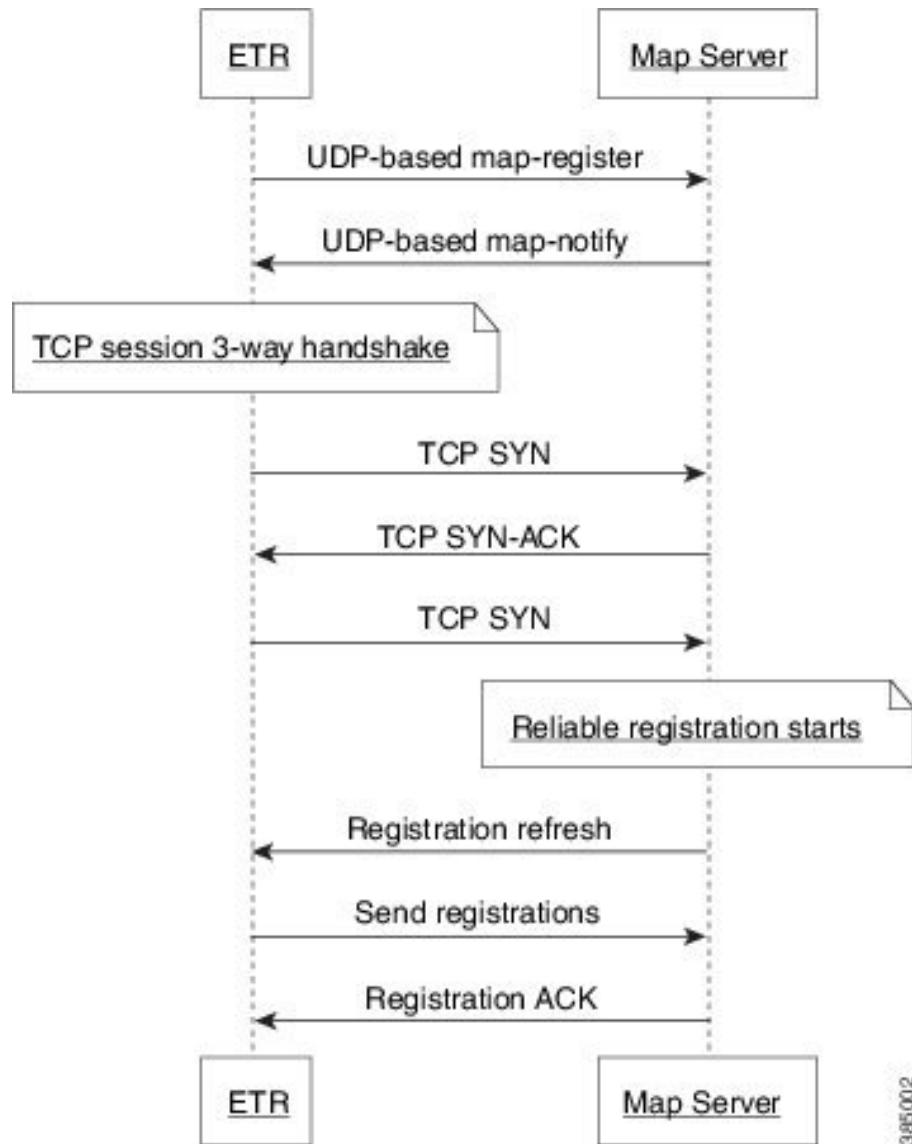 ETR
Map Server
UDP-based map-register
UDP-based map-notify
TCP session 3-way handshake
TCP SYN
TCP SYN-ACK
TCP SYN
Reliable registration starts
Registration refresh
Send registrations
Registration ACK
ETR
Map Server
385002